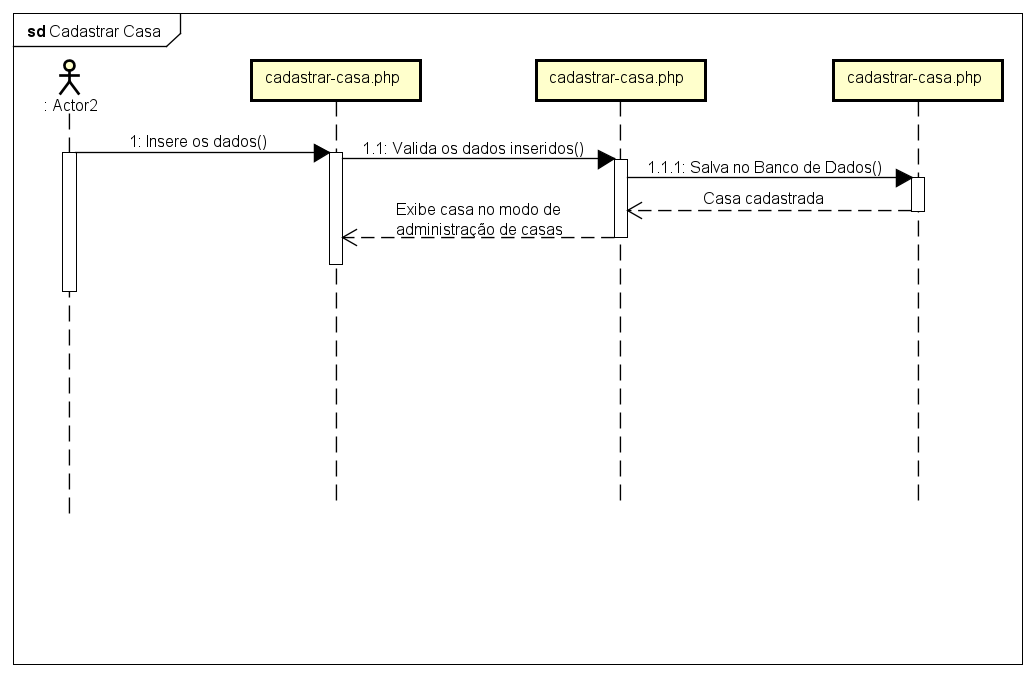 sd Cadastrar Casa
: Actor2
cadastrar-casa.php
cadastrar-casa.php
cadastrar-casa.php
1: Insere os dados()
1.1: Valida os dados inseridos()
1.1.1: Salva no Banco de Dados()
Casa cadastrada
Exibe casa no modo de
administração de casas